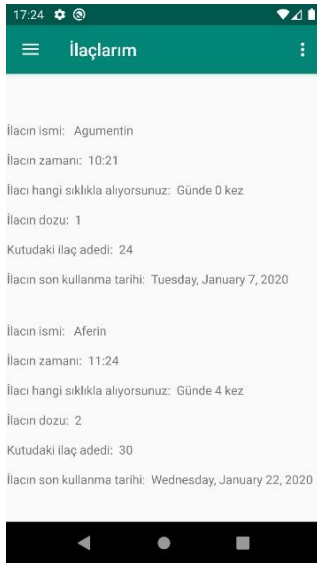 17:24
İlaçlarım
İlacın ismi: Agumentin
İlacın zamanı: 10:21
İlacı hangi sıklıkla alıyorsunuz: Günde 0 kez
İlacın dozu: 1
Kutudaki ilaç adedi: 24
İlacın son kullanma tarihi: Tuesday, January 7, 2020
İlacın ismi: Aferin
İlacın zamanı: 11:24
İlacı hangi sıklıkla alıyorsunuz: Günde 4 kez
İlacın dozu: 2
Kutudaki ilaç adedi: 30
İlacın son kullanma tarihi: Wednesday, January 22, 2020